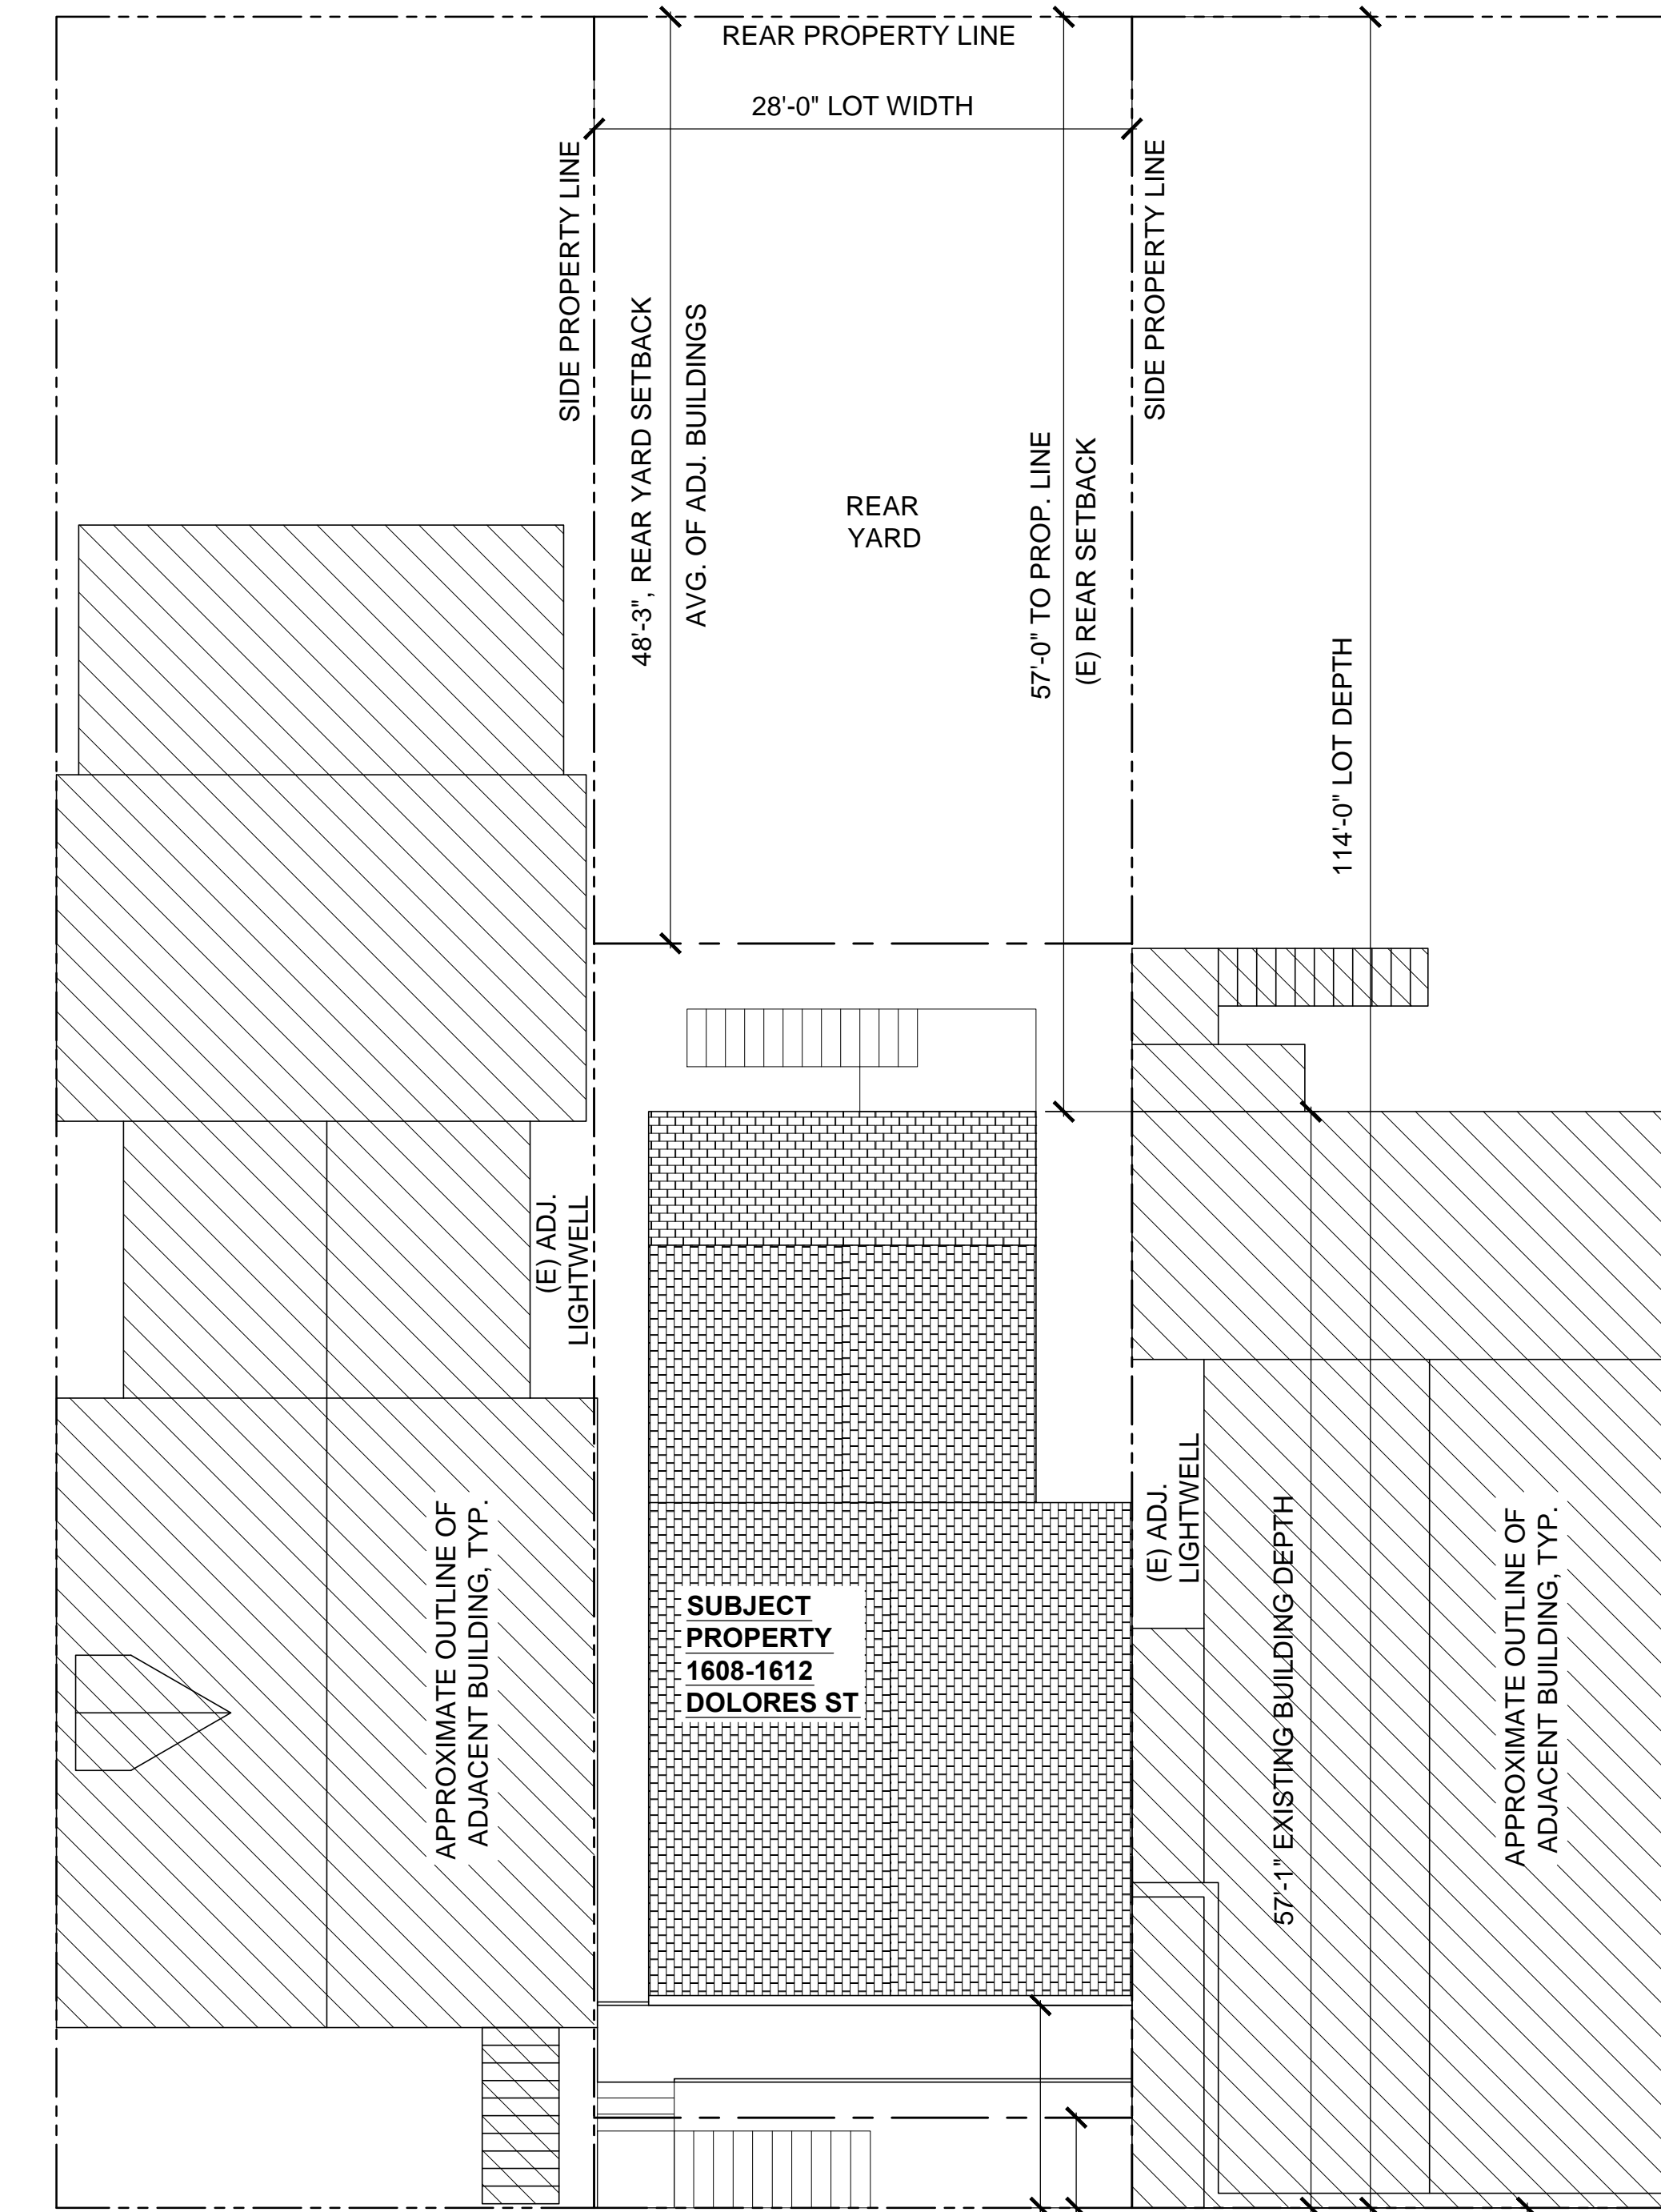 REAR PROPERTY LINE
28'-0" LOT WIDTH
SIDE PROPERTY LINE
SIDE PROPERTY LINE
48'-3", REAR YARD SETBACK
AVG. OF ADJ. BUILDINGS
REAR
YARD
57'-0" TO PROP. LINE
(E) REAR SETBACK
114'-0" LOT DEPTH
(E) ADJ.
LIGHTWELL
(E) ADJ.
LIGHTWELL
APPROXIMATE OUTLINE OF
ADJACENT BUILDING, TYP.
SUBJECT
PROPERTY
1608-1612
DOLORES ST
57'-1" EXISTING BUILDING DEPTH
APPROXIMATE OUTLINE OF
ADJACENT BUILDING, TYP.